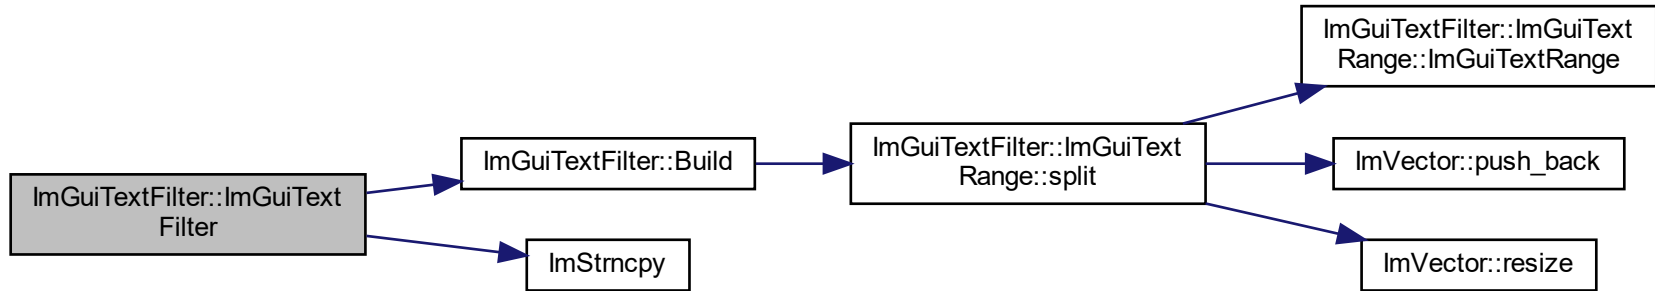 ImGuiTextFilter::ImGuiText
Filter
ImGuiTextFilter::Build
ImStrncpy
ImGuiTextFilter::ImGuiText
Range::split
ImGuiTextFilter::ImGuiText
Range::ImGuiTextRange
ImVector::push_back
ImVector::resize